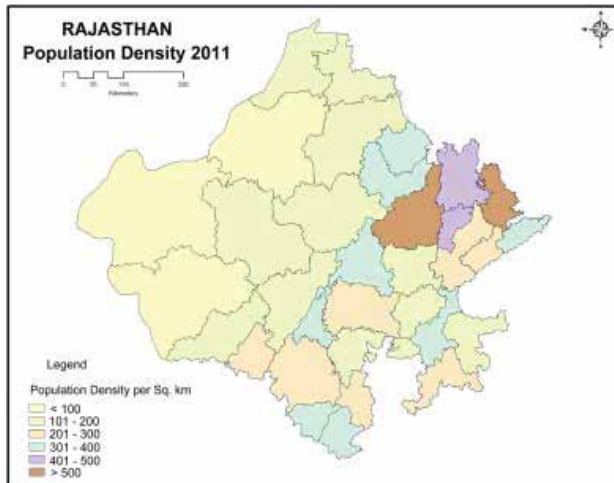 RAJASTHAN
Population Density 2011
Kilometers
Legend
Population Density per Sq. km
< 100
101 - 200
201 - 300
301 - 400
401 - 500
> 500